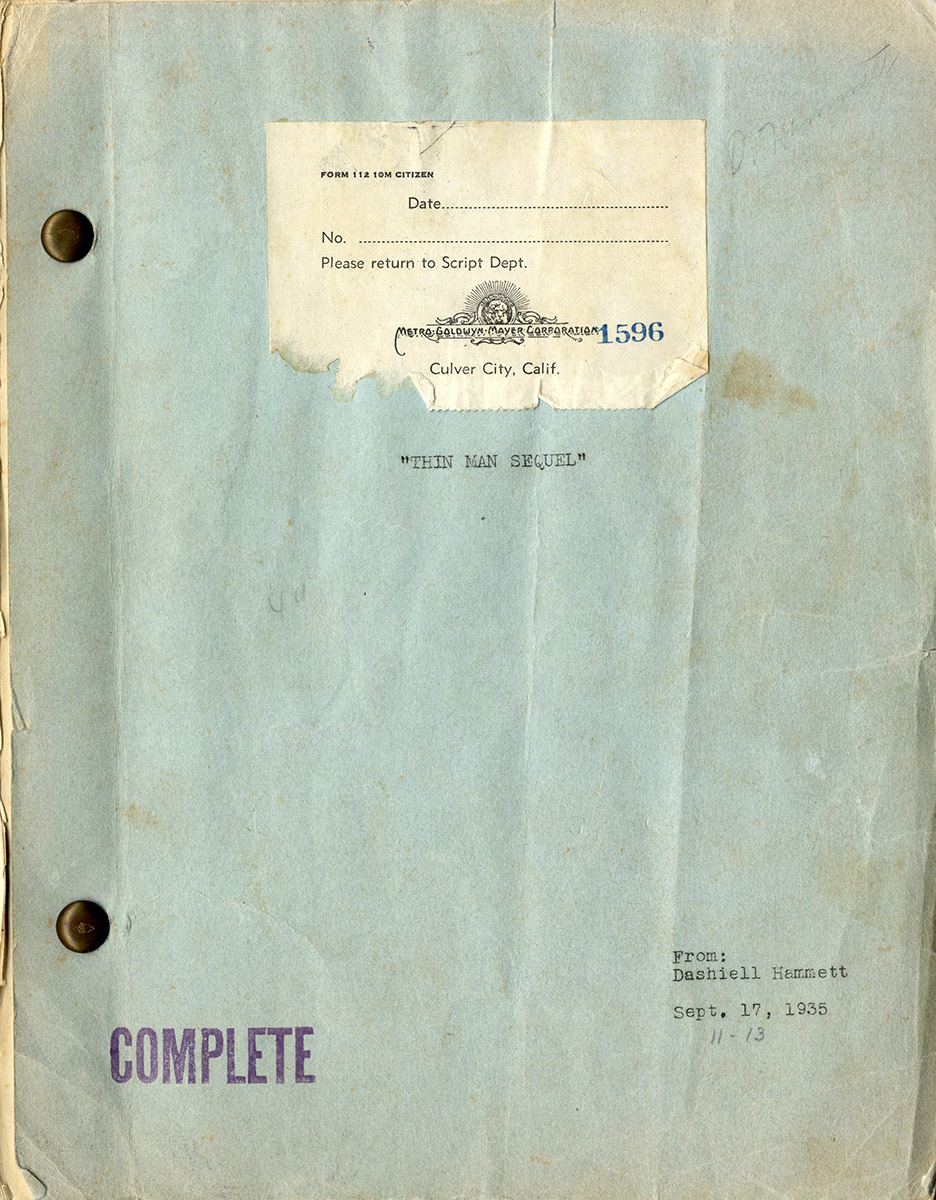 D. Hammett
FORM 112 10M CITIZEN
Date
No.
Please return to Script Dept.
METRO-GOLDWYN-MAYER CORPORATION
1596
Culver City, Calif.
"THIN MAN SEQUEL"
From:
Dashiell Hammett
Sept. 17, 1935
11-13
COMPLETE